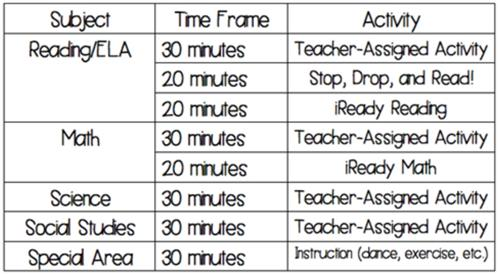 Subject Time Frame Activity
Reading/ELA 30 minutes Teacher-Assigned Activity
20 minutes Stop, Drop, and Read!
20 minutes iReady Reading
Math 30 minutes Teacher-Assigned Activity
20 minutes iReady Math
Science 30 minutes Teacher-Assigned Activity
Social Studies 30 minutes Teacher-Assigned Activity
Special Area 30 minutes Instruction (dance, exercise, etc.)